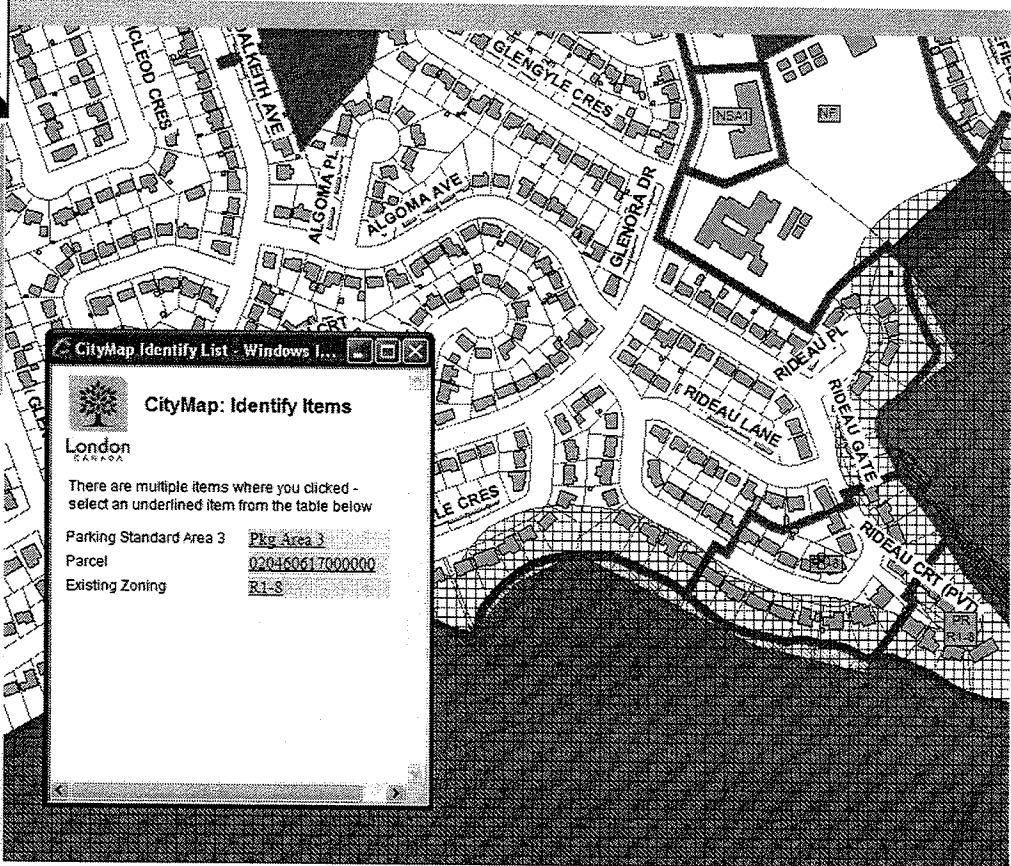 MCLEOD CRES
DALKEITH AVE
GLENGYLE CRES
ALGOMA PL
ALGOMA AVE
GLENORA DR
NSA1
NF
CRT
RIDEAU PL
RIDEAU LANE
RIDEAU GATE
RIDEAU CRT (PVT)
LE CRES
PR
R1-8
CityMap Identify List - Windows I...
London
CANADA
CityMap: Identify Items
There are multiple items where you clicked -
select an underlined item from the table below
Parking Standard Area 3 Pkg Area 3
Parcel 020460617000000
Existing Zoning R1-8